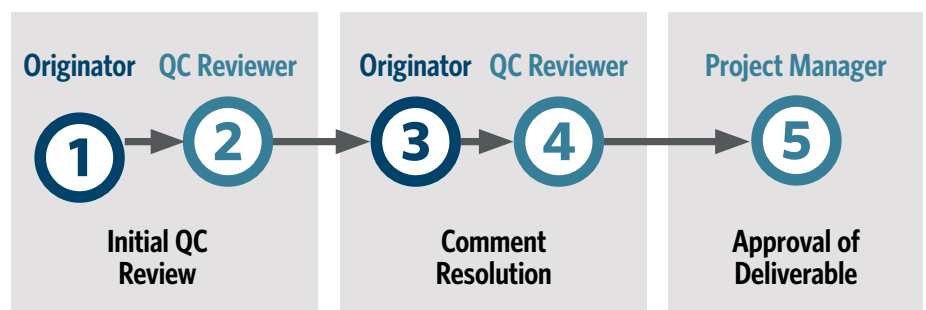 Originator QC Reviewer
1 2
Initial QC
Review
Originator QC Reviewer
3 4
Comment
Resolution
Project Manager
5
Approval of
Deliverable